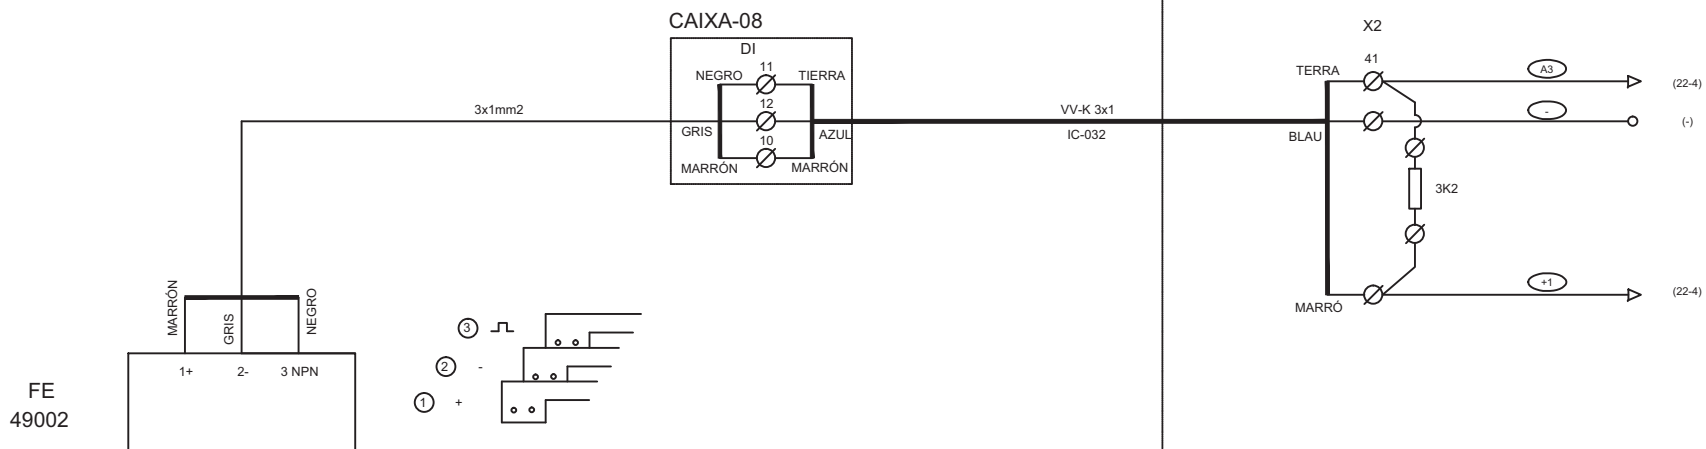 CAIXA-08
DI
NEGRO 11 TIERRA
12
GRIS AZUL
10
MARRÓN MARRÓN
3x1mm2
VV-K 3x1
IC-032
X2
41
TERRA
A3
(22-4)
-
(-)
BLAU
3K2
+1
(22-4)
MARRÓ
MARRÓN
GRIS
NEGRO
1+ 2- 3 NPN
FE
49002
3
2 -
1 +